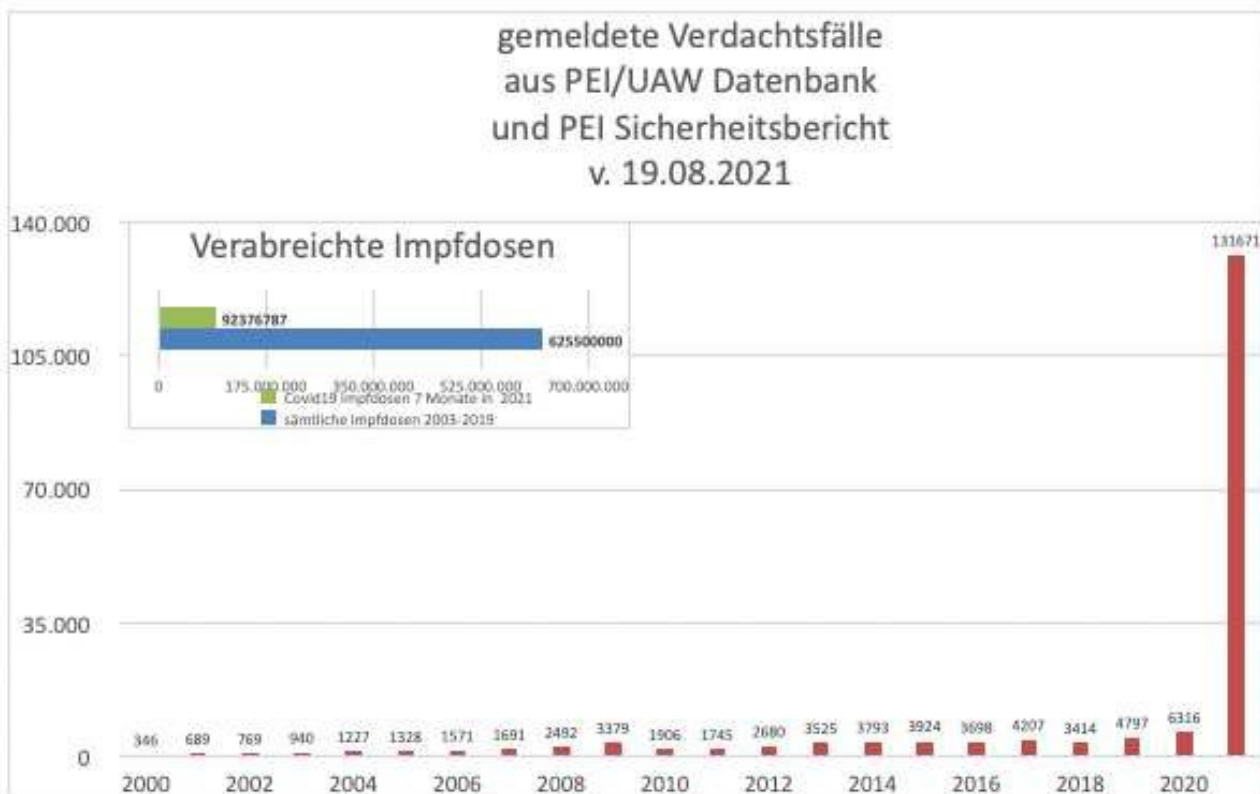 gemeldete Verdachtsfälle
aus PEI/UAW Datenbank
und PEI Sicherheitsbericht
v. 19.08.2021
140.000
131671
Verabreichte Impfdosen
92376787
625500000
105.000
0 175.000.000 350.000.000 525.000.000 700.000.000
Covid19 Impfdosen 7 Monate in 2021
sämtliche Impfdosen 2003-2019
70.000
35.000
346 689 769 940 1227 1328 1571 1691 2492 3379 1906 1745 2680 3525 3793 3924 3698 4207 3414 4797 6316
0
2000 2002 2004 2006 2008 2010 2012 2014 2016 2018 2020